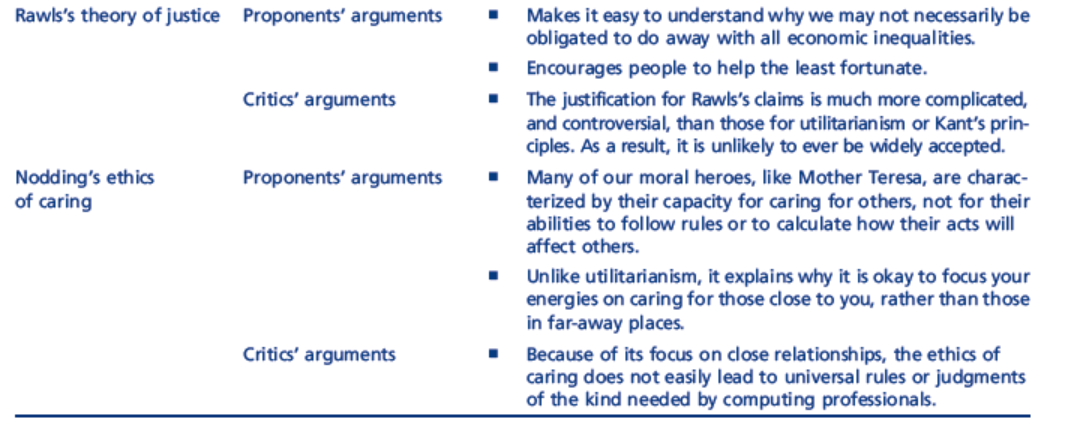 Rawls's theory of justice Proponents' arguments ■ Makes it easy to understand why we may not necessarily be
obligated to do away with all economic inequalities.
■ Encourages people to help the least fortunate.
Critics' arguments ■ The justification for Rawls's claims is much more complicated,
and controversial, than those for utilitarianism or Kant's prin-
ciples. As a result, it is unlikely to ever be widely accepted.
Nodding's ethics Proponents' arguments ■ Many of our moral heroes, like Mother Teresa, are charac-
of caring terized by their capacity for caring for others, not for their
abilities to follow rules or to calculate how their acts will
affect others.
■ Unlike utilitarianism, it explains why it is okay to focus your
energies on caring for those close to you, rather than those
in far-away places.
Critics' arguments ■ Because of its focus on close relationships, the ethics of
caring does not easily lead to universal rules or judgments
of the kind needed by computing professionals.